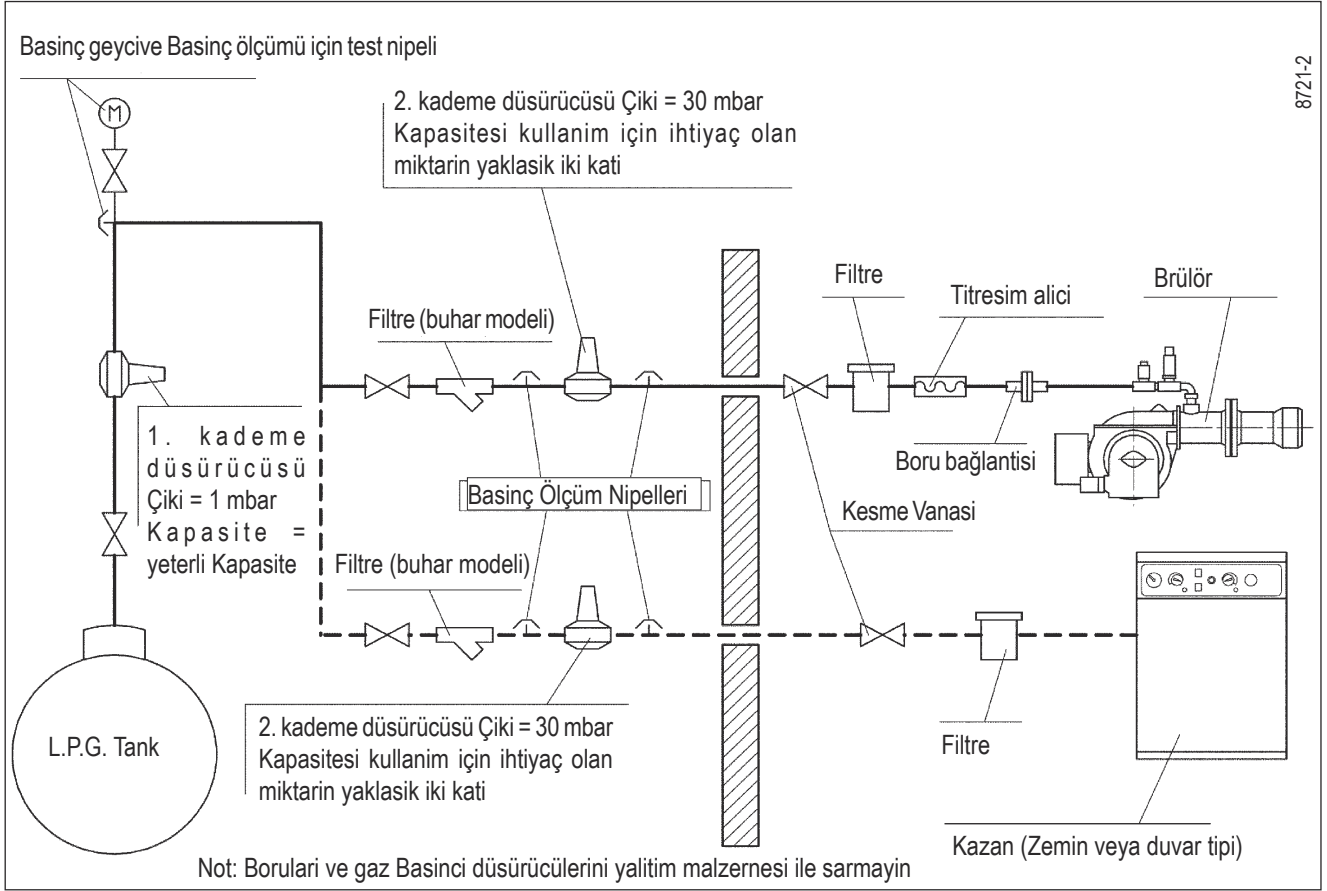 Basinç geycive Basinç ölçümü için test nipeli
8721-2
M
2. kademe düsürücüsü Çiki = 30 mbar
Kapasitesi kullanim için ihtiyaç olan
miktarin yaklasik iki kati
Filtre
Titresim alici
Brülör
Filtre (buhar modeli)
1. kademe
düsürücüsü
Çiki = 1 mbar
Kapasite =
yeterli Kapasite
Boru bağlantisi
Basinç Ölçüm Nipelleri
Kesme Vanasi
Filtre (buhar modeli)
2. kademe düsürücüsü Çiki = 30 mbar
Kapasitesi kullanim için ihtiyaç olan
miktarin yaklasik iki kati
L.P.G. Tank
Filtre
Kazan (Zemin veya duvar tipi)
Not: Borulari ve gaz Basinci düsürücülerini yalitim malzernesi ile sarmayin